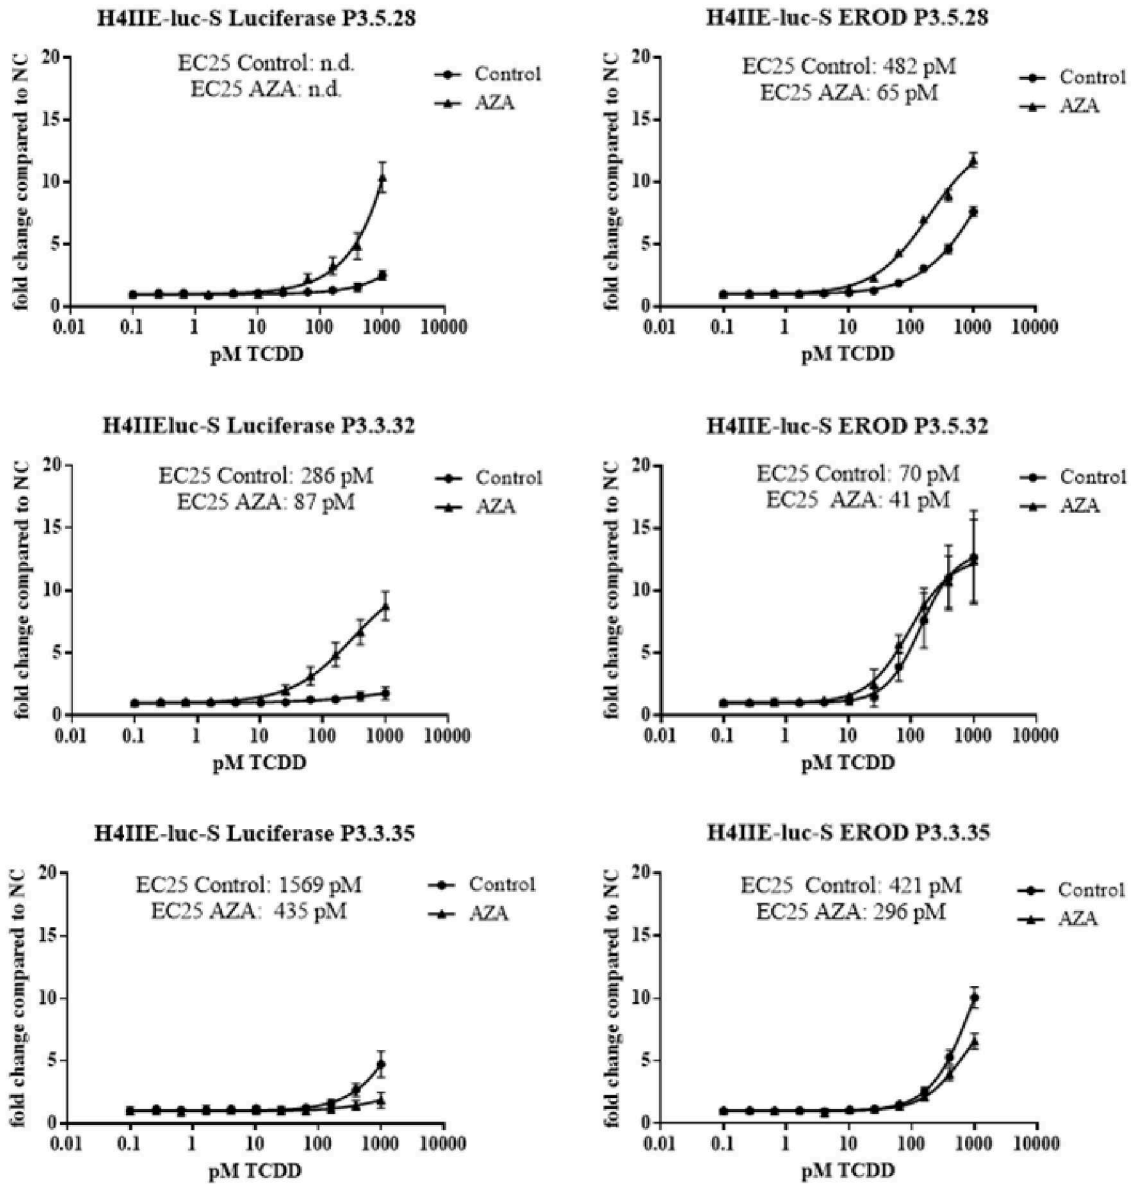 H4IIE-luc-S Luciferase P3.5.28
fold change compared to NC
20
15
10
5
0
EC25 Control: n.d.
EC25 AZA: n.d.
Control
AZA
0.01 0.1 1 10 100 1000 10000
pM TCDD
H4IIE-luc-S EROD P3.5.28
fold change compared to NC
20
15
10
5
0
EC25 Control: 482 pM
EC25 AZA: 65 pM
Control
AZA
0.01 0.1 1 10 100 1000 10000
pM TCDD
H4IIEluc-S Luciferase P3.3.32
fold change compared to NC
20
15
10
5
0
EC25 Control: 286 pM
EC25 AZA: 87 pM
Control
AZA
0.01 0.1 1 10 100 1000 10000
pM TCDD
H4IIE-luc-S EROD P3.5.32
fold change compared to NC
20
15
10
5
0
EC25 Control: 70 pM
EC25 AZA: 41 pM
Control
AZA
0.01 0.1 1 10 100 1000 10000
pM TCDD
H4IIE-luc-S Luciferase P3.3.35
fold change compared to NC
20
15
10
5
0
EC25 Control: 1569 pM
EC25 AZA: 435 pM
Control
AZA
0.01 0.1 1 10 100 1000 10000
pM TCDD
H4IIE-luc-S EROD P3.3.35
fold change compared to NC
20
15
10
5
0
EC25 Control: 421 pM
EC25 AZA: 296 pM
Control
AZA
0.01 0.1 1 10 100 1000 10000
pM TCDD